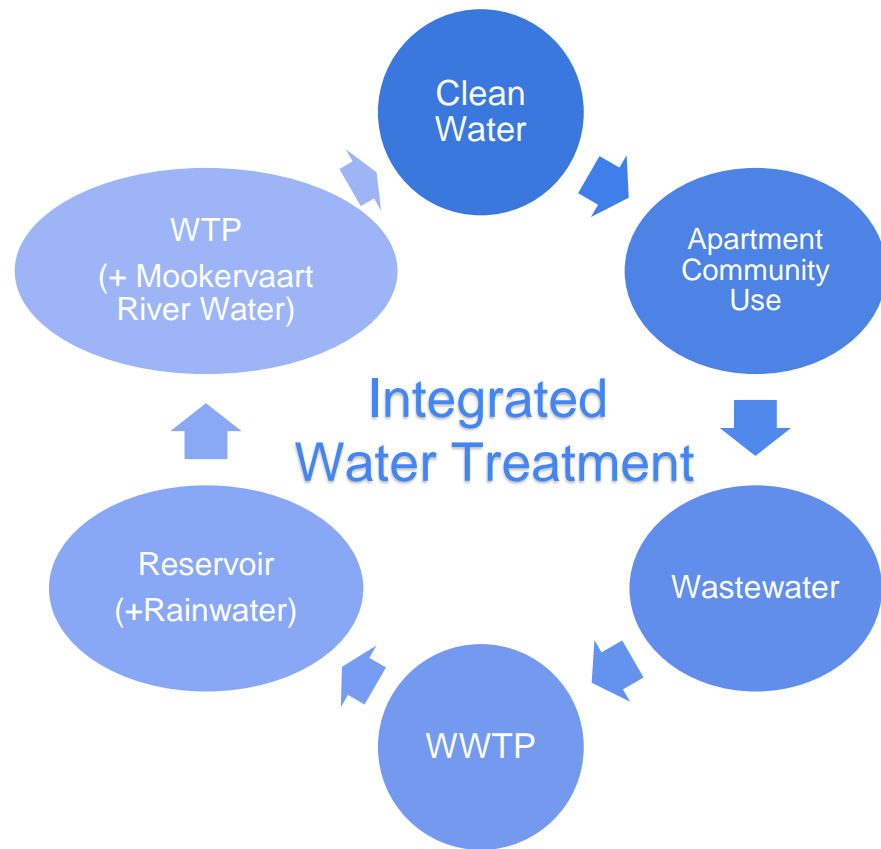 Clean
Water
Apartment
Community
Use
Wastewater
WWTP
Reservoir
(+Rainwater)
WTP
(+ Mookervaart
River Water)
Integrated
Water Treatment